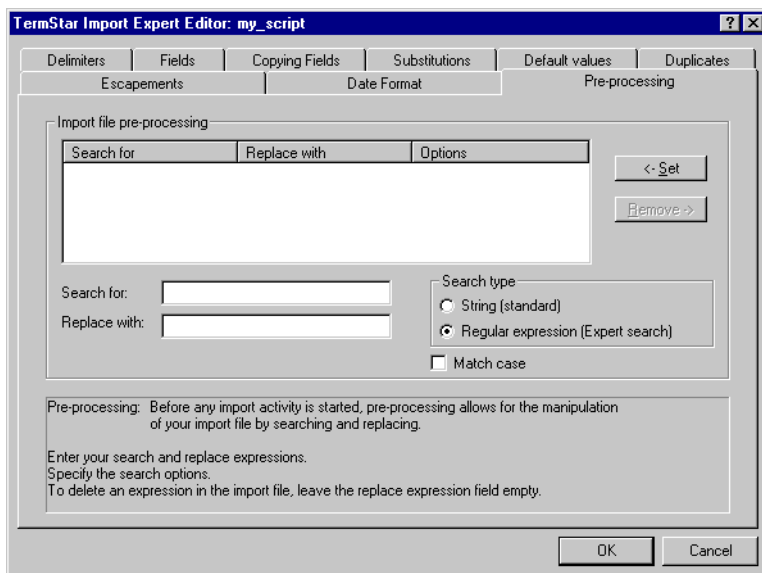 TermStar Import Expert Editor: my_script
Delimiters Fields Copying Fields Substitutions Default values Duplicates
Escapements Date Format Pre-processing
Import file pre-processing
Search for Replace with Options
<- Set
Remove ->
Search for:
Replace with:
Search type
String (standard)
Regular expression (Expert search)
Match case
Pre-processing: Before any import activity is started, pre-processing allows for the manipulation
of your import file by searching and replacing.
Enter your search and replace expressions.
Specify the search options.
To delete an expression in the import file, leave the replace expression field empty.
OK Cancel